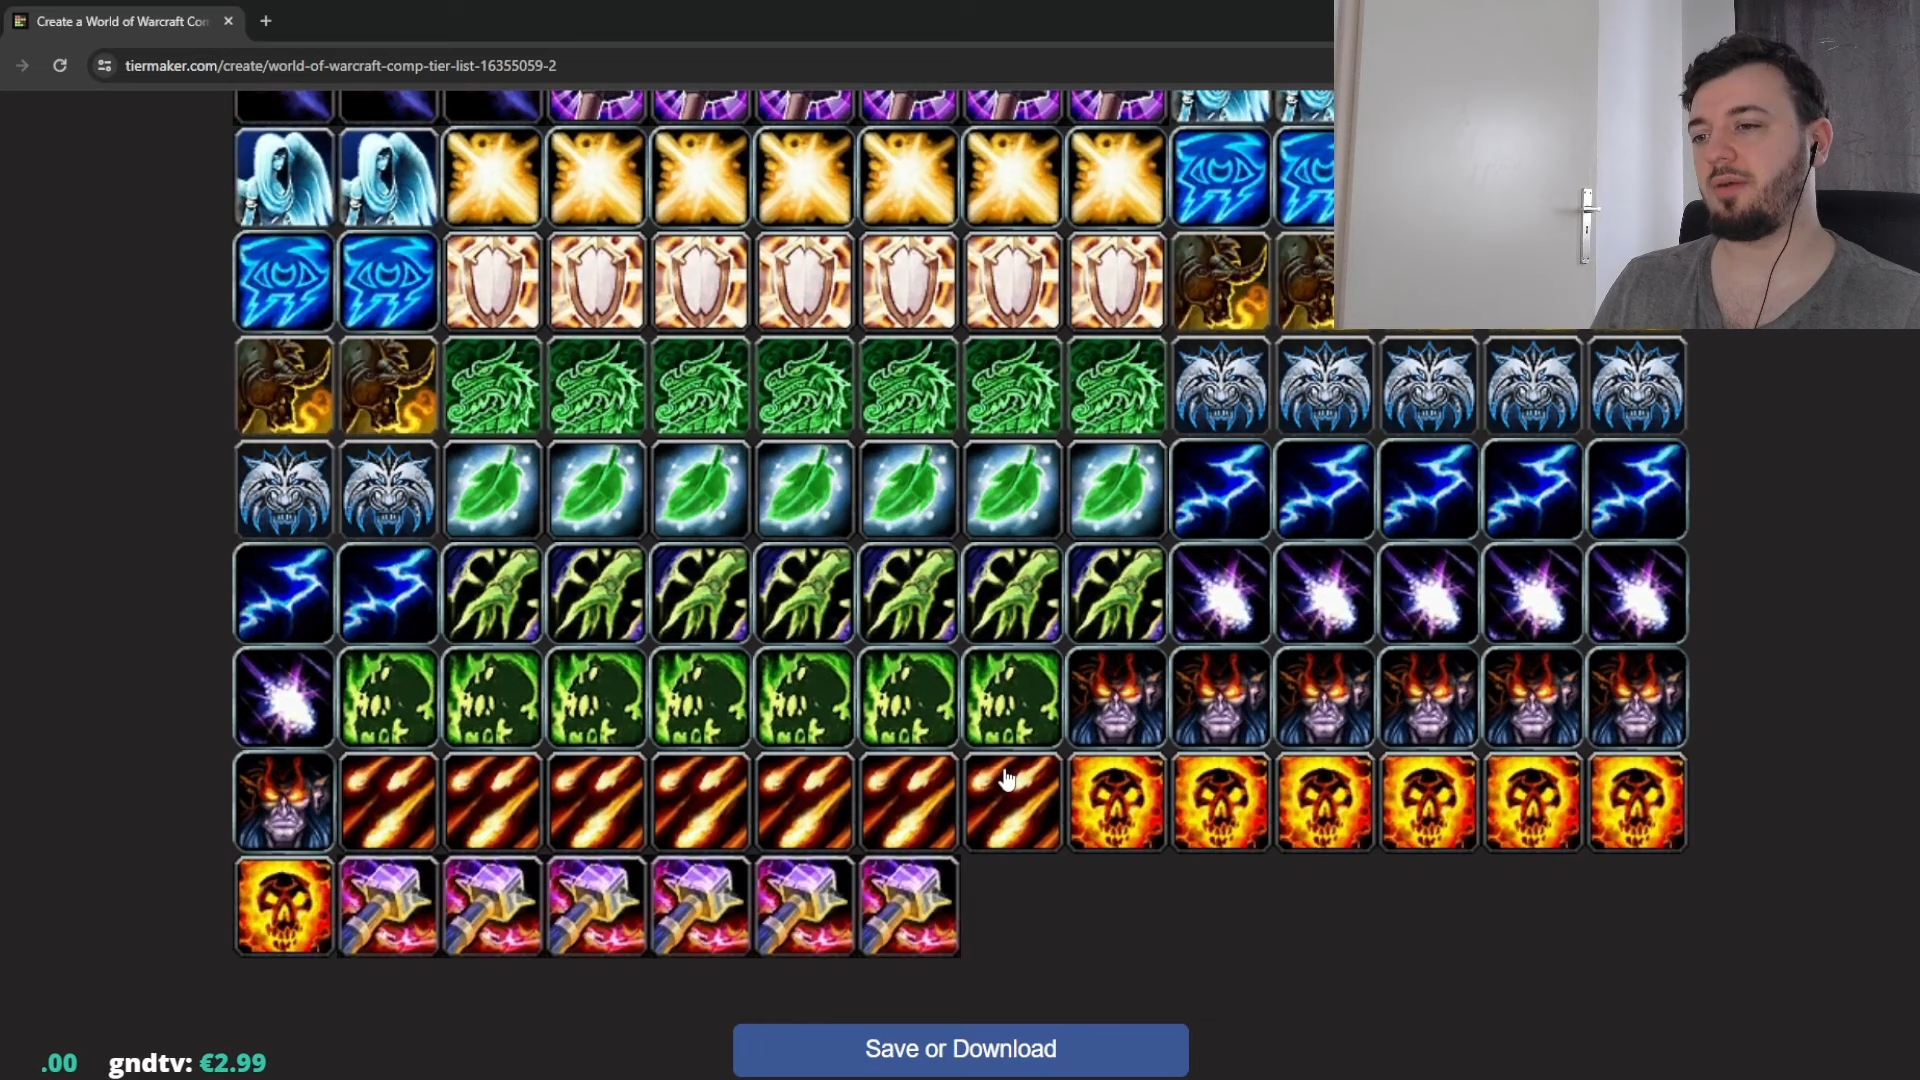 Create a World of Warcraft Com
tiermaker.com/create/world-of-warcraft-comp-tier-list-16355059-2
Save or Download
.00 gndtv: €2.99